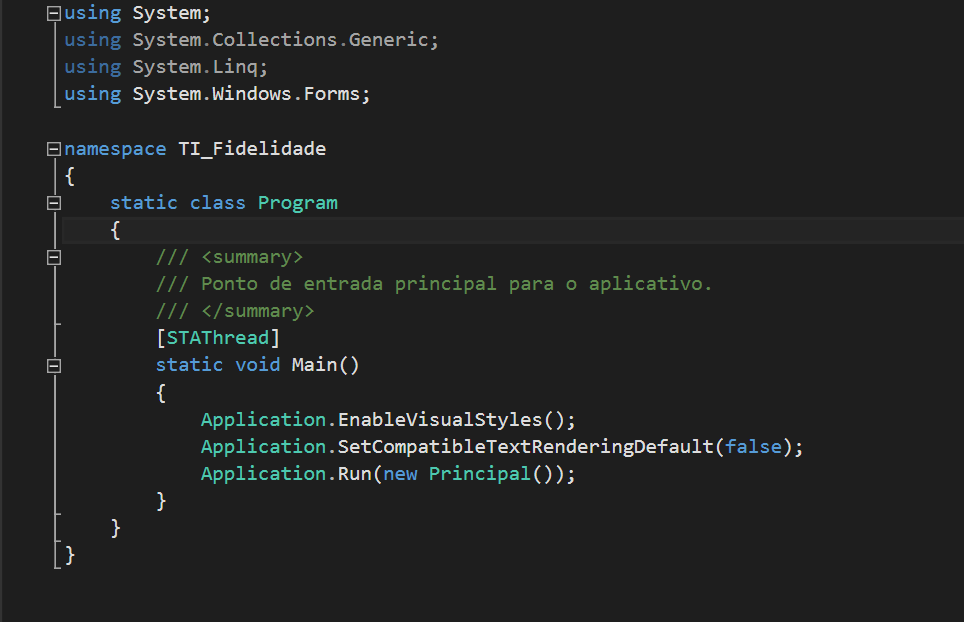 using System;
using System.Collections.Generic;
using System.Linq;
using System.Windows.Forms;

namespace TI_Fidelidade
{
    static class Program
    {
        /// <summary>
        /// Ponto de entrada principal para o aplicativo.
        /// </summary>
        [STAThread]
        static void Main()
        {
            Application.EnableVisualStyles();
            Application.SetCompatibleTextRenderingDefault(false);
            Application.Run(new Principal());
        }
    }
}